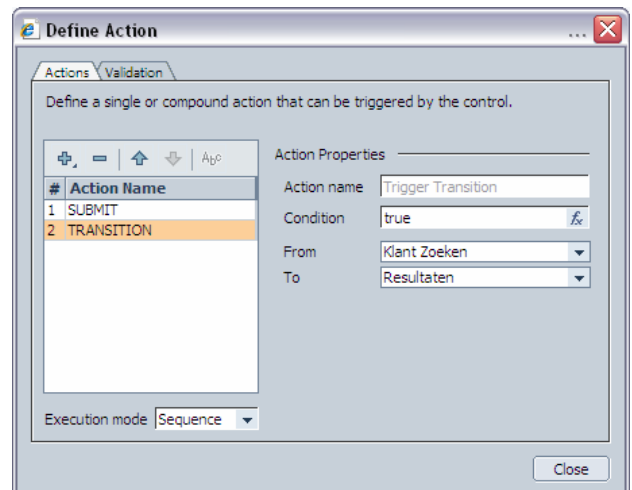 Define Action
...
Actions Validation
Define a single or compound action that can be triggered by the control.
Abc
# Action Name
1 SUBMIT
2 TRANSITION
Execution mode Sequence
Action Properties
Action name Trigger Transition
Condition true fx
From Klant Zoeken
To Resultaten
Close